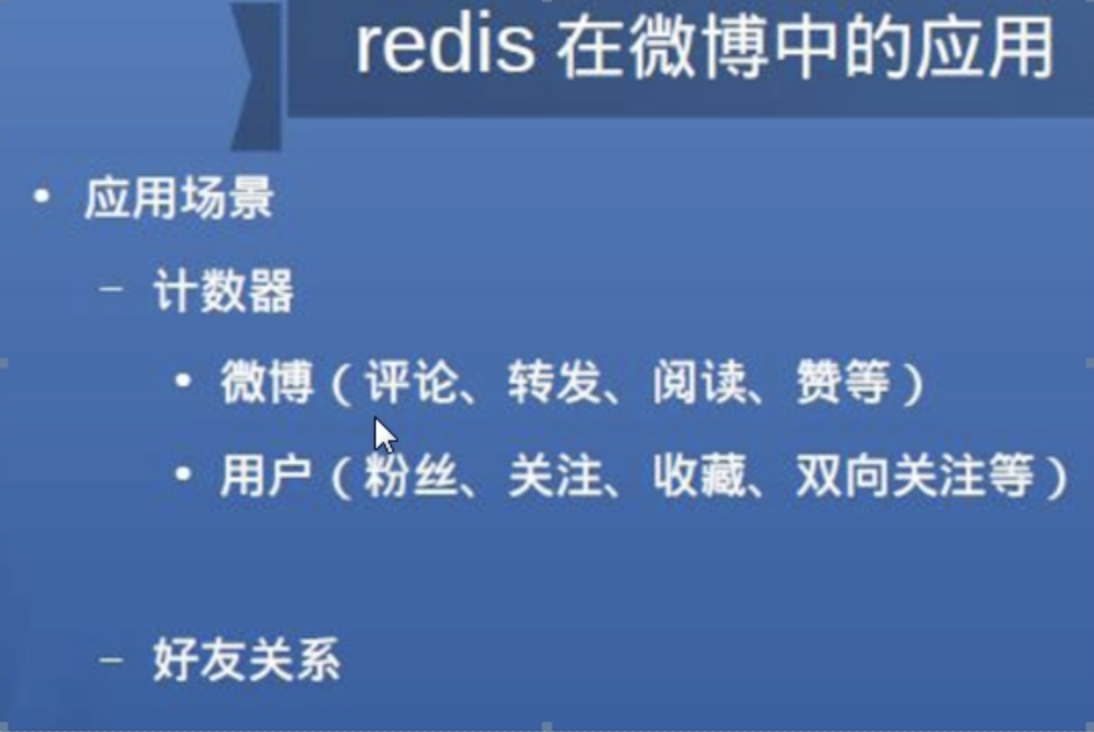 redis 在微博中的应用
• 应用场景
– 计数器
• 微博（评论、转发、阅读、赞等）
• 用户（粉丝、关注、收藏、双向关注等）
– 好友关系